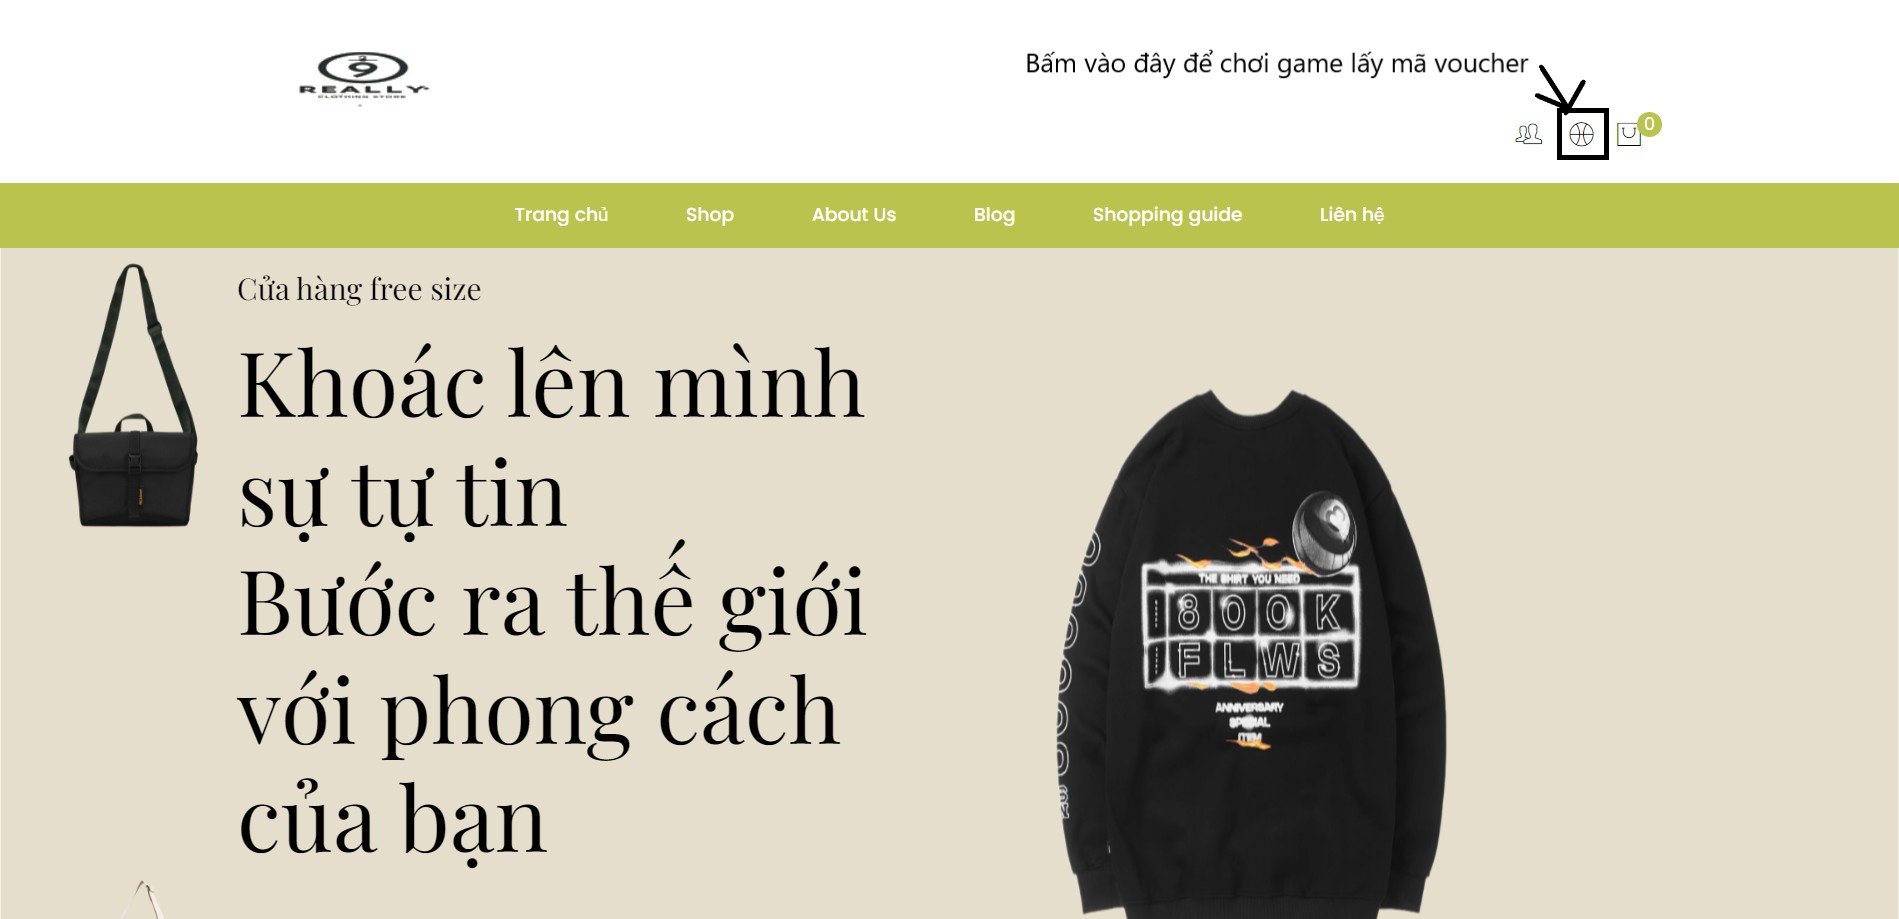 9
REALLY
CLOTHING STORE
Bấm vào đây để chơi game lấy mã voucher
0
Trang chủ Shop About Us Blog Shopping guide Liên hệ
Cửa hàng free size
Khoác lên mình
sự tự tin
Bước ra thế giới
với phong cách
của bạn
THE SHIRT YOU NEED
800K
FLWS
ANNIVERSARY
SPECIAL
ITEM